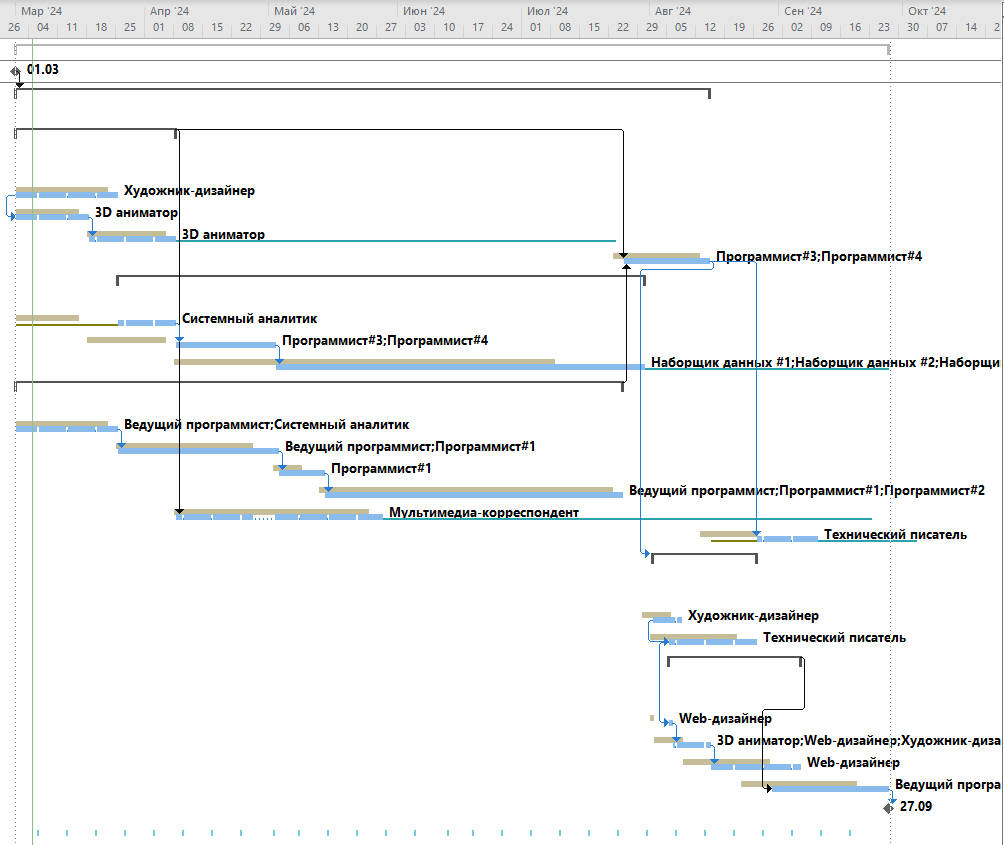 Мар '24 Апр '24 Май '24 Июн '24 Июл '24 Авг '24 Сен '24 Окт '24
26 04 11 18 25 01 08 15 22 29 06 13 20 27 03 10 17 24 01 08 15 22 29 05 12 19 26 02 09 16 23 30 07 14 2
01.03
Художник-дизайнер
3D аниматор
3D аниматор
Программист#3;Программист#4
Системный аналитик
Программист#3;Программист#4
Наборщик данных #1;Наборщик данных #2;Наборщи
Ведущий программист;Системный аналитик
Ведущий программист;Программист#1
Программист#1
Ведущий программист;Программист#1;Программист#2
Мультимедиа-корреспондент
Технический писатель
Художник-дизайнер
Технический писатель
Web-дизайнер
3D аниматор;Web-дизайнер;Художник-диза
Web-дизайнер
Ведущий програ
27.09